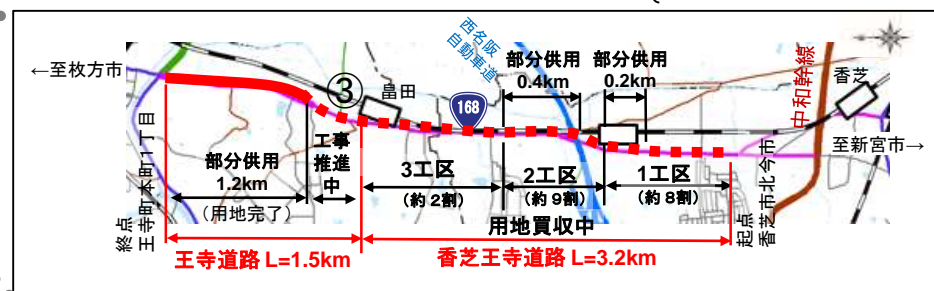 西名阪
自動車道
←至枚方市
③
畠田
168
部分供用
0.4km
部分供用
0.2km
中和幹線
香芝
至新宮市→
終点
王寺町本町1丁目
部分供用
1.2km
(用地完了)
工事
推進
中
3工区
(約2割)
2工区
(約9割)
1工区
(約8割)
用地買収中
起点
香芝市北今市
王寺道路 L=1.5km
香芝王寺道路 L=3.2km